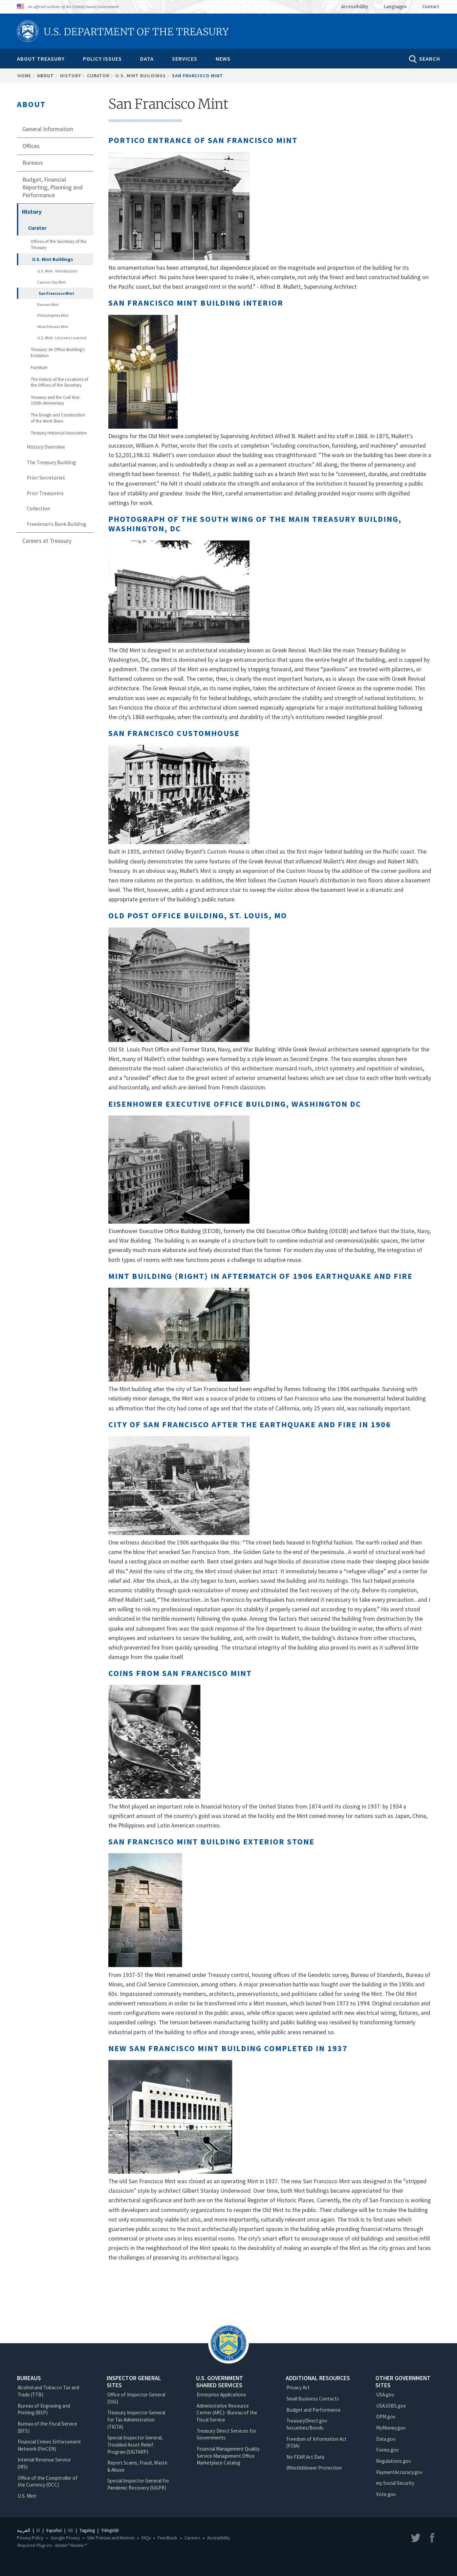 An official website of the United States Government
Accessibility Languages Contact
U.S. DEPARTMENT OF THE TREASURY
ABOUT TREASURY POLICY ISSUES DATA SERVICES NEWS SEARCH
HOME ABOUT HISTORY CURATOR U.S. MINT BUILDINGS SAN FRANCISCO MINT
ABOUT
General Information
Offices
Bureaus
Budget, Financial
Reporting, Planning and
Performance
History
Curator
Offices of the Secretary of the
Treasury
U.S. Mint Buildings
U.S. Mint - Introduction
Carson City Mint
San Francisco Mint
Denver Mint
Philadelphia Mint
New Orleans Mint
U.S. Mint - Lessons Learned
Treasury: An Office Building's
Evolution
Furniture
The History of the Locations of
the Offices of the Secretary
Treasury and the Civil War:
105th Anniversary
The Design and Construction
of the West Stairs
Treasury Historical Association
History Overview
The Treasury Building
Prior Secretaries
Prior Treasurers
Collection
Freedman's Bank Building
Careers at Treasury
San Francisco Mint
PORTICO ENTRANCE OF SAN FRANCISCO MINT
No ornamentation has been attempted, but dependence placed on the magnitude and proportion of the building for its
architectural effect. No pains have been spared to make it, when complete, not only the finest and best constructed building on
the Pacific coast, but the best arranged mint in the world." - Alfred B. Mullett, Supervising Architect
SAN FRANCISCO MINT BUILDING INTERIOR
Designs for the Old Mint were completed by Supervising Architect Alfred B. Mullett and his staff in 1868. In 1875, Mullett's
successor, William A. Potter, wrote that the costs of completion "including construction, furnishing, and machinery" amounted
to $2,201,198.32. Mullett's own conclusion was that "the building has been arranged to be one story high. It has been done in a
substantial manner, and is undoubtedly a cheap as well as a permanent structure." All along, the theme of permanency and
strength has been foremost. For Mullett, a public building such as a branch Mint was to be "convenient, durable, and creditable
to the government." He felt it should last forever and through its design, embody the sense that the country had proceeded past
the days of fiscal gravity and grandeur. Inside the Mint, careful ornamentation and detailing provided major rooms with dignified
settings for work.
PHOTOGRAPH OF THE SOUTH WING OF THE MAIN TREASURY BUILDING,
WASHINGTON, DC
The Old Mint is designed in an architectural vocabulary known as Greek Revival. Much like the main Treasury Building in
Washington, DC, the Mint is dominated by a large entrance portico that spans the entire height of the building, and is capped by
a pediment. The corners of the Mint are emphasized by stepping forward, and these "pavilions" are treated with pilasters, or
flattened columns on the wall. The center, then, is clearly the most important feature, as is always the case with Greek Revival
architecture. The Greek Revival style, as its name implies, takes the architecture of Ancient Greece as the supreme model. This
emulation was seen as especially fit for federal buildings, which proclaim the stability and strength of national institutions. In
San Francisco the choice of this architectural idiom seemed especially appropriate for a major institutional building following
the city's 1868 earthquake, when the continuity and durability of the city's institutions needed tangible proof.
SAN FRANCISCO CUSTOMHOUSE
Built in 1855, architect Gridley Bryant's Custom House is often cited as the first major federal building on the Pacific coast. The
building clearly demonstrates the same features of the Greek Revival that influenced Mullett's Mint design and Robert Mill's
Treasury. In an obvious way, Mullett's Mint is simply an expansion of the Custom House by the addition of the corner pavilions and
two more columns on the portico. In addition, the Mint follows the Custom House's distribution in two floors above a basement
level. The Mint, however, adds a grand entrance stair to sweep the visitor above the basement level and a dramatic and
aggressive gesture of the building's public nature.
OLD POST OFFICE BUILDING, ST. LOUIS, MO
Old St. Louis Post Office and Former State, Navy, and War Building: While Greek Revival architecture seemed appropriate for the
Mint, many of Mullett's other buildings were formed by a style known as Second Empire. The two examples shown here
demonstrate the most salient characteristics of this architecture: mansard roofs, strict symmetry and repetition of windows,
and a "crowded" effect due to the great extent of exterior ornamental features which are set close to each other both vertically
and horizontally, and which are derived from French classicism.
EISENHOWER EXECUTIVE OFFICE BUILDING, WASHINGTON DC
Eisenhower Executive Office Building (EEOB), formerly the Old Executive Office Building (OEOB) and before that the State, Navy,
and War Building. The building is an example of a structure built to combine industrial and ceremonial/public spaces, the latter
generally much more elaborate and finely decorated than the former. For modern day uses of the building, the integration of
both types of rooms with new functions poses a challenge to adaptive reuse.
MINT BUILDING (RIGHT) IN AFTERMATCH OF 1906 EARTHQUAKE AND FIRE
The Mint building after the city of San Francisco had been engulfed by flames following the 1906 earthquake. Surviving with
relatively minor damage, the Mint was a source of pride to citizens of San Francisco who saw the monumental federal building
as affirmation that the city had come of age and that the state of California, only 25 years old, was nationally important.
CITY OF SAN FRANCISCO AFTER THE EARTHQUAKE AND FIRE IN 1906
One witness described the 1906 earthquake like this: "The street beds heaved in frightful fashion. The earth rocked and then
came the blow that wrecked San Francisco from...the Golden Gate to the end of the peninsula...A world of structural work had
found a resting place on mother earth. Bent steel girders and huge blocks of decorative stone made their sleeping place beside
all this." Amid the ruins of the city, the Mint stood shaken but intact. It immediately became a "refugee village" and a center for
relief aid. After the shock, as the city began to burn, workers saved the building and its holdings. This act helped promote
economic stability through quick recirculation of money and stimulated the fast recovery of the city. Before its completion,
Alfred Mullett said, "The destruction...in San Francisco by earthquakes has rendered it necessary to take every precaution...and I
am willing to risk my professional reputation upon its stability if carried out according to my plans." His strong beliefs stood
vindicated in the terrible moments following the quake. Among the factors that secured the building from destruction by the
quake and subsequent fires was the quick response of the fire department to douse the building in water, the efforts of mint
employees and volunteers to secure the building, and, with credit to Mullett, the building's distance from other structures,
which prevented fire from quickly spreading. The structural integrity of the building also proved its merit as it suffered little
damage from the quake itself.
COINS FROM SAN FRANCISCO MINT
The Mint played an important role in financial history of the United States from 1874 until its closing in 1937: by 1934 a
significant amount of the country's gold was stored at the facility and the Mint coined money for nations such as Japan, China,
the Philippines and Latin American countries.
SAN FRANCISCO MINT BUILDING EXTERIOR STONE
From 1937-57 the Mint remained under Treasury control, housing offices of the Geodetic survey, Bureau of Standards, Bureau of
Mines, and Civil Service Commission, among others. A major preservation battle was fought over the building in the 1950s and
60s. Impassioned community members, architects, preservationists, and politicians called for saving the Mint. The Old Mint
underwent renovations in order to be transformed into a Mint museum, which lasted from 1973 to 1994. Original circulation and
room configurations were restored in the public areas, while office spaces were updated with new electrical wiring, fixtures, and
suspended ceilings. The tension between manufacturing facility and public building was resolved by transforming formerly
industrial parts of the building to office and storage areas, while public areas remained so.
NEW SAN FRANCISCO MINT BUILDING COMPLETED IN 1937
The old San Francisco Mint was closed as an operating Mint in 1937. The new San Francisco Mint was designed in the "stripped
classicism" style by architect Gilbert Stanley Underwood. Over time, both Mint buildings became appreciated for their
architectural significance and both are on the National Register of Historic Places. Currently, the city of San Francisco is working
with developers and community organizations to reopen the Old Mint to the public. Their challenge will be to make the building
not only economically viable but also, and more importantly, culturally relevant once again. The trick is to find uses which
guarantee public access to the most architecturally important spaces in the building while providing financial returns through
commercial or private uses in less essential rooms. The city's smart effort to encourage reuse of old buildings and sensitive infill
projects in the neighborhood of the Mint speaks to the desirability of making an example of the Mint as the city grows and faces
the challenges of preserving its architectural legacy.
BUREAUS
Alcohol and Tobacco Tax and
Trade (TTB)
Bureau of Engraving and
Printing (BEP)
Bureau of the Fiscal Service
(BFS)
Financial Crimes Enforcement
Network (FinCEN)
Internal Revenue Service
(IRS)
Office of the Comptroller of
the Currency (OCC)
U.S. Mint
INSPECTOR GENERAL
SITES
Office of Inspector General
(OIG)
Treasury Inspector General
for Tax Administration
(TIGTA)
Special Inspector General,
Troubled Asset Relief
Program (SIGTARP)
Report Scams, Fraud, Waste
& Abuse
Special Inspector General for
Pandemic Recovery (SIGPR)
U.S. GOVERNMENT
SHARED SERVICES
Enterprise Applications
Administrative Resource
Center (ARC)- Bureau of the
Fiscal Service
Treasury Direct Services for
Governments
Financial Management Quality
Service Management Office
Marketplace Catalog
ADDITIONAL RESOURCES
Privacy Act
Small Business Contacts
Budget and Performance
TreasuryDirect.gov
Securities/Bonds
Freedom of Information Act
(FOIA)
No FEAR Act Data
Whistleblower Protection
OTHER GOVERNMENT
SITES
USA.gov
USAJOBS.gov
OPM.gov
MyMoney.gov
Data.gov
Forms.gov
Regulations.gov
PaymentAccuracy.gov
my Social Security
Vote.gov
العربية | | Español | | Tagalog | TiếngViệt
Privacy Policy • Google Privacy • Site Policies and Notices • FAQs • Feedback • Careers • Accessibility
Required Plug-ins Adobe® Reader®